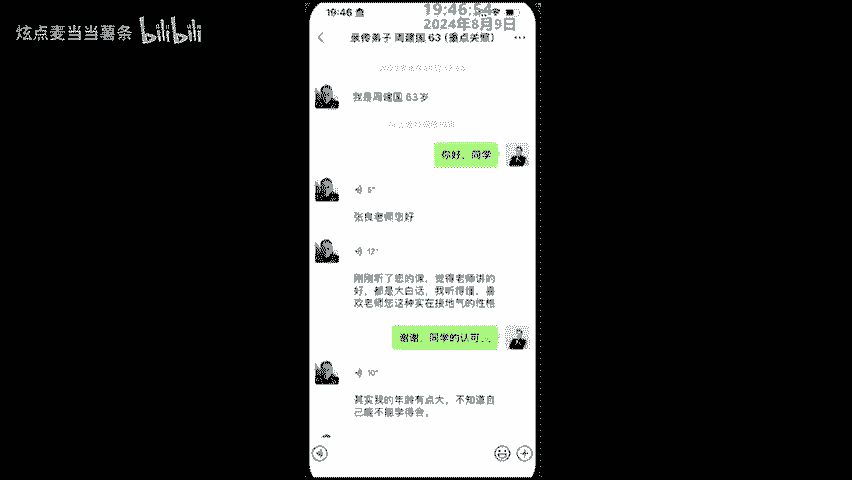 炫点麦当当薯条 bilibili
19:46:54
2024年8月9日
19:46
亲传弟子 周建国 63 (重点关照)
我是周建国 63岁
你好，同学
6"
张良老师您好
12"
刚刚听了您的课，觉得老师讲的
好，都是大白话，我听得懂。喜
欢老师您这种实在接地气的性格
谢谢，同学的认可...
10"
其实我的年龄有点大，不知道自
己能不能学得会。